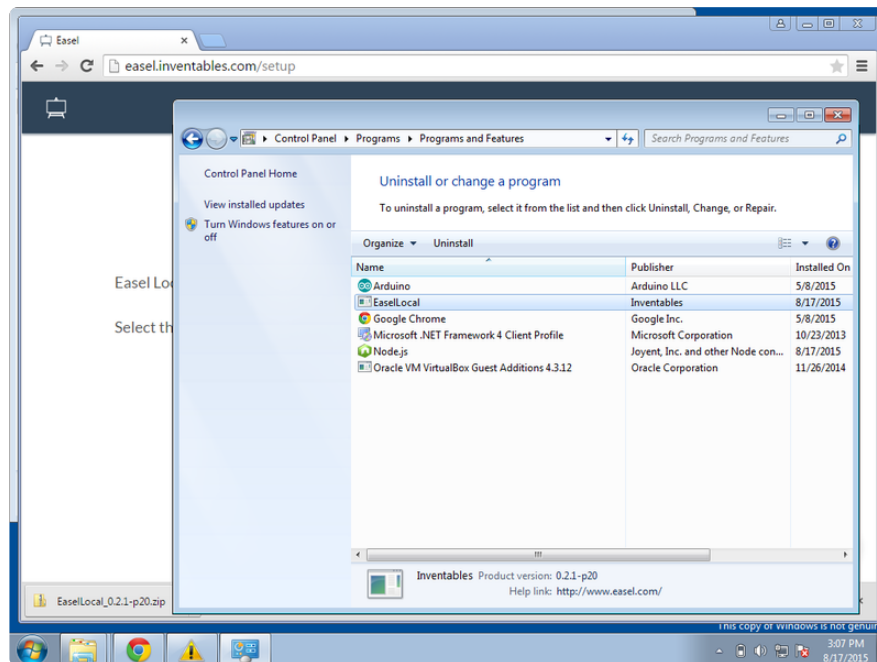 Easel
easel.inventables.com/setup
Control Panel Programs Programs and Features
Search Programs and Features
Control Panel Home
View installed updates
Turn Windows features on or
off
Uninstall or change a program
To uninstall a program, select it from the list and then click Uninstall, Change, or Repair.
Organize Uninstall
Name Publisher Installed On
Arduino Arduino LLC 5/8/2015
EaselLocal Inventables 8/17/2015
Google Chrome Google Inc. 5/8/2015
Microsoft .NET Framework 4 Client Profile Microsoft Corporation 10/23/2013
Node.js Joyent, Inc. and other Node con... 8/17/2015
Oracle VM VirtualBox Guest Additions 4.3.12 Oracle Corporation 11/26/2014
Easel Lo
Select th
Inventables Product version: 0.2.1-p20
Help link: http://www.easel.com/
EaselLocal_0.2.1-p20.zip
This copy of Windows is not genuin
3:07 PM
8/17/2015